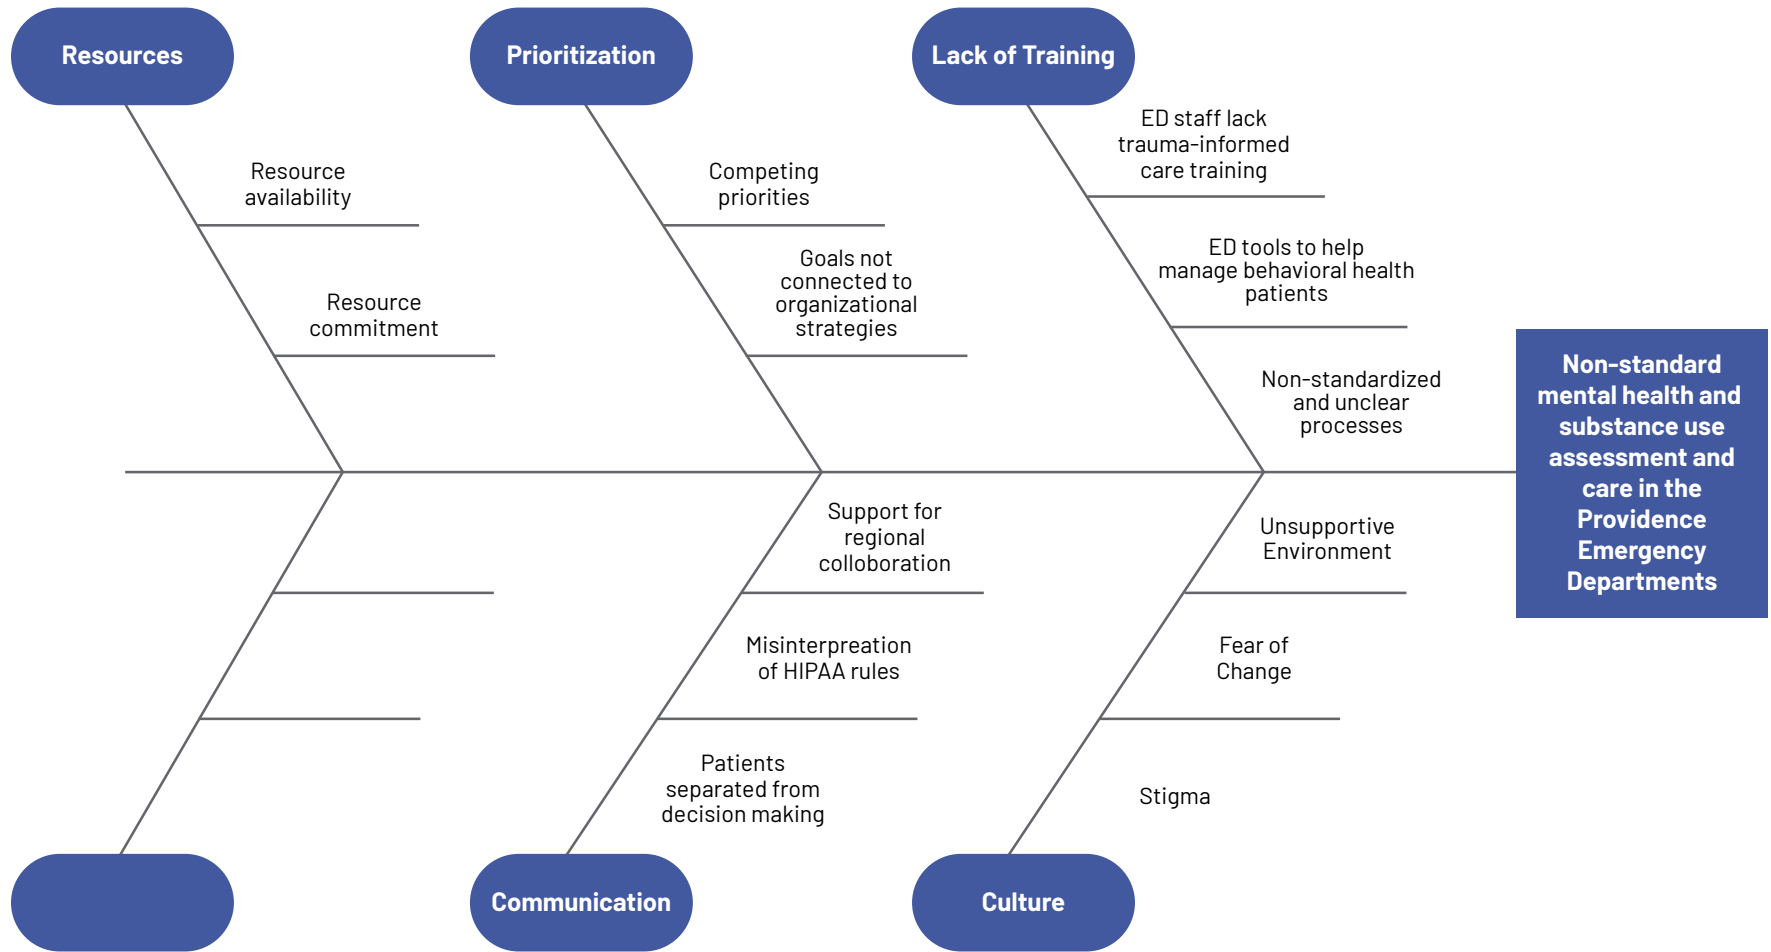 Resources
Prioritization
Lack of Training
Resource
availability
Resource
commitment
Competing
priorities
Goals not
connected to
organizational
strategies
ED staff lack
trauma-informed
care training
ED tools to help
manage behavioral health
patients
Non-standardized
and unclear
processes
Non-standard
mental health and
substance use
assessment and
care in the
Providence
Emergency
Departments
Support for
regional
colloboration
Misinterpreation
of HIPAA rules
Patients
separated from
decision making
Unsupportive
Environment
Fear of
Change
Stigma
Communication
Culture